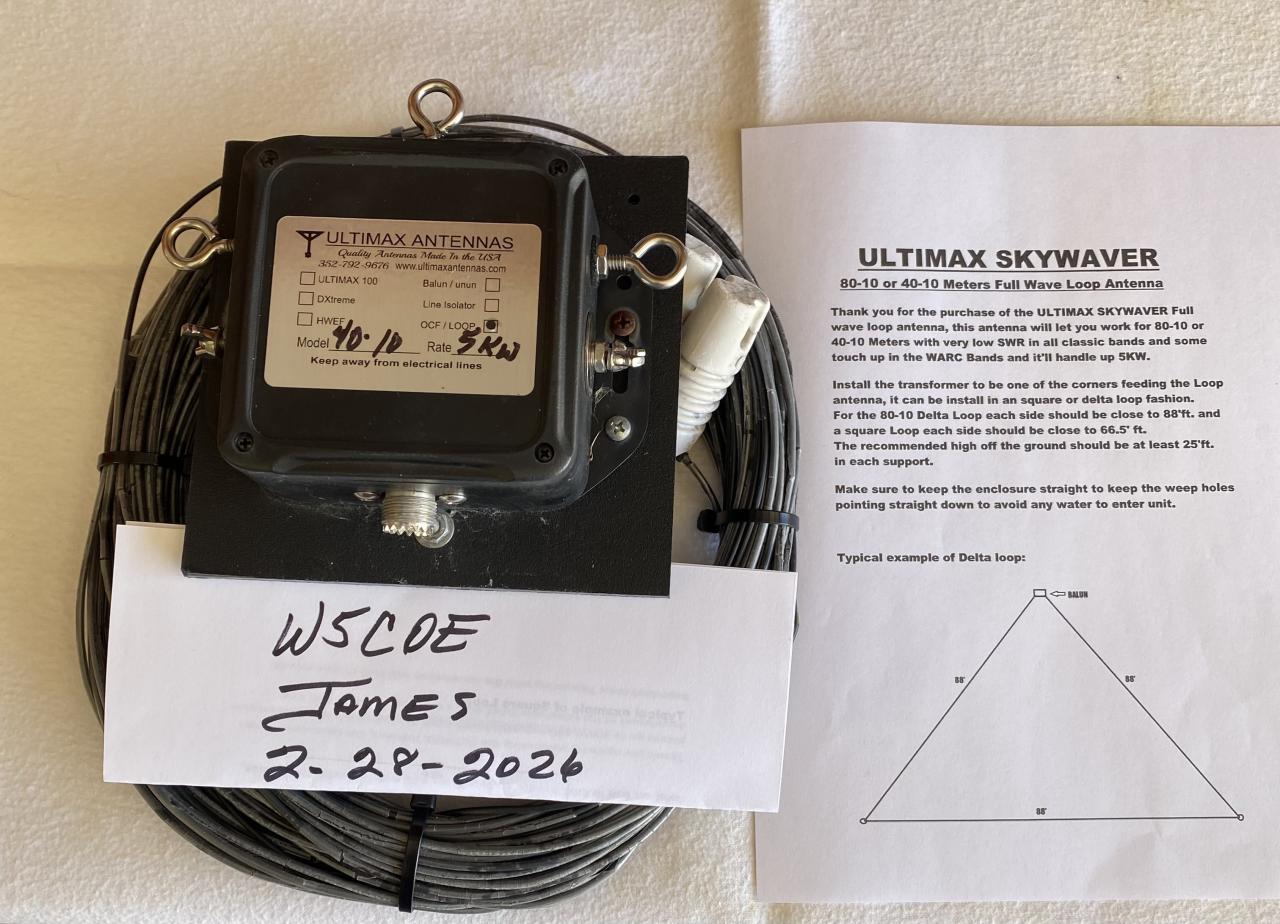 ULTIMAX ANTENNAS
Quality Antennas Made In the USA
352-792-9676 www.ultimaxantennas.com
ULTIMAX 100
Balun / unun
DXtreme
Line Isolator
HWEF
OCF / LOOP
Model 40-10 Rate 5KW
Keep away from electrical lines
W5CDE
JAMES
2-28-2026
ULTIMAX SKYWAVER
80-10 or 40-10 Meters Full Wave Loop Antenna
Thank you for the purchase of the ULTIMAX SKYWAVER Full
wave loop antenna, this antenna will let you work for 80-10 or
40-10 Meters with very low SWR in all classic bands and some
touch up in the WARC Bands and it'll handle up 5KW.
Install the transformer to be one of the corners feeding the Loop
antenna, it can be install in an square or delta loop fashion.
For the 80-10 Delta Loop each side should be close to 88'ft. and
a square Loop each side should be close to 66.5' ft.
The recommended high off the ground should be at least 25'ft.
in each support.
Make sure to keep the enclosure straight to keep the weep holes
pointing straight down to avoid any water to enter unit.
Typical example of Delta loop:
BALUN
88'
88'
88'